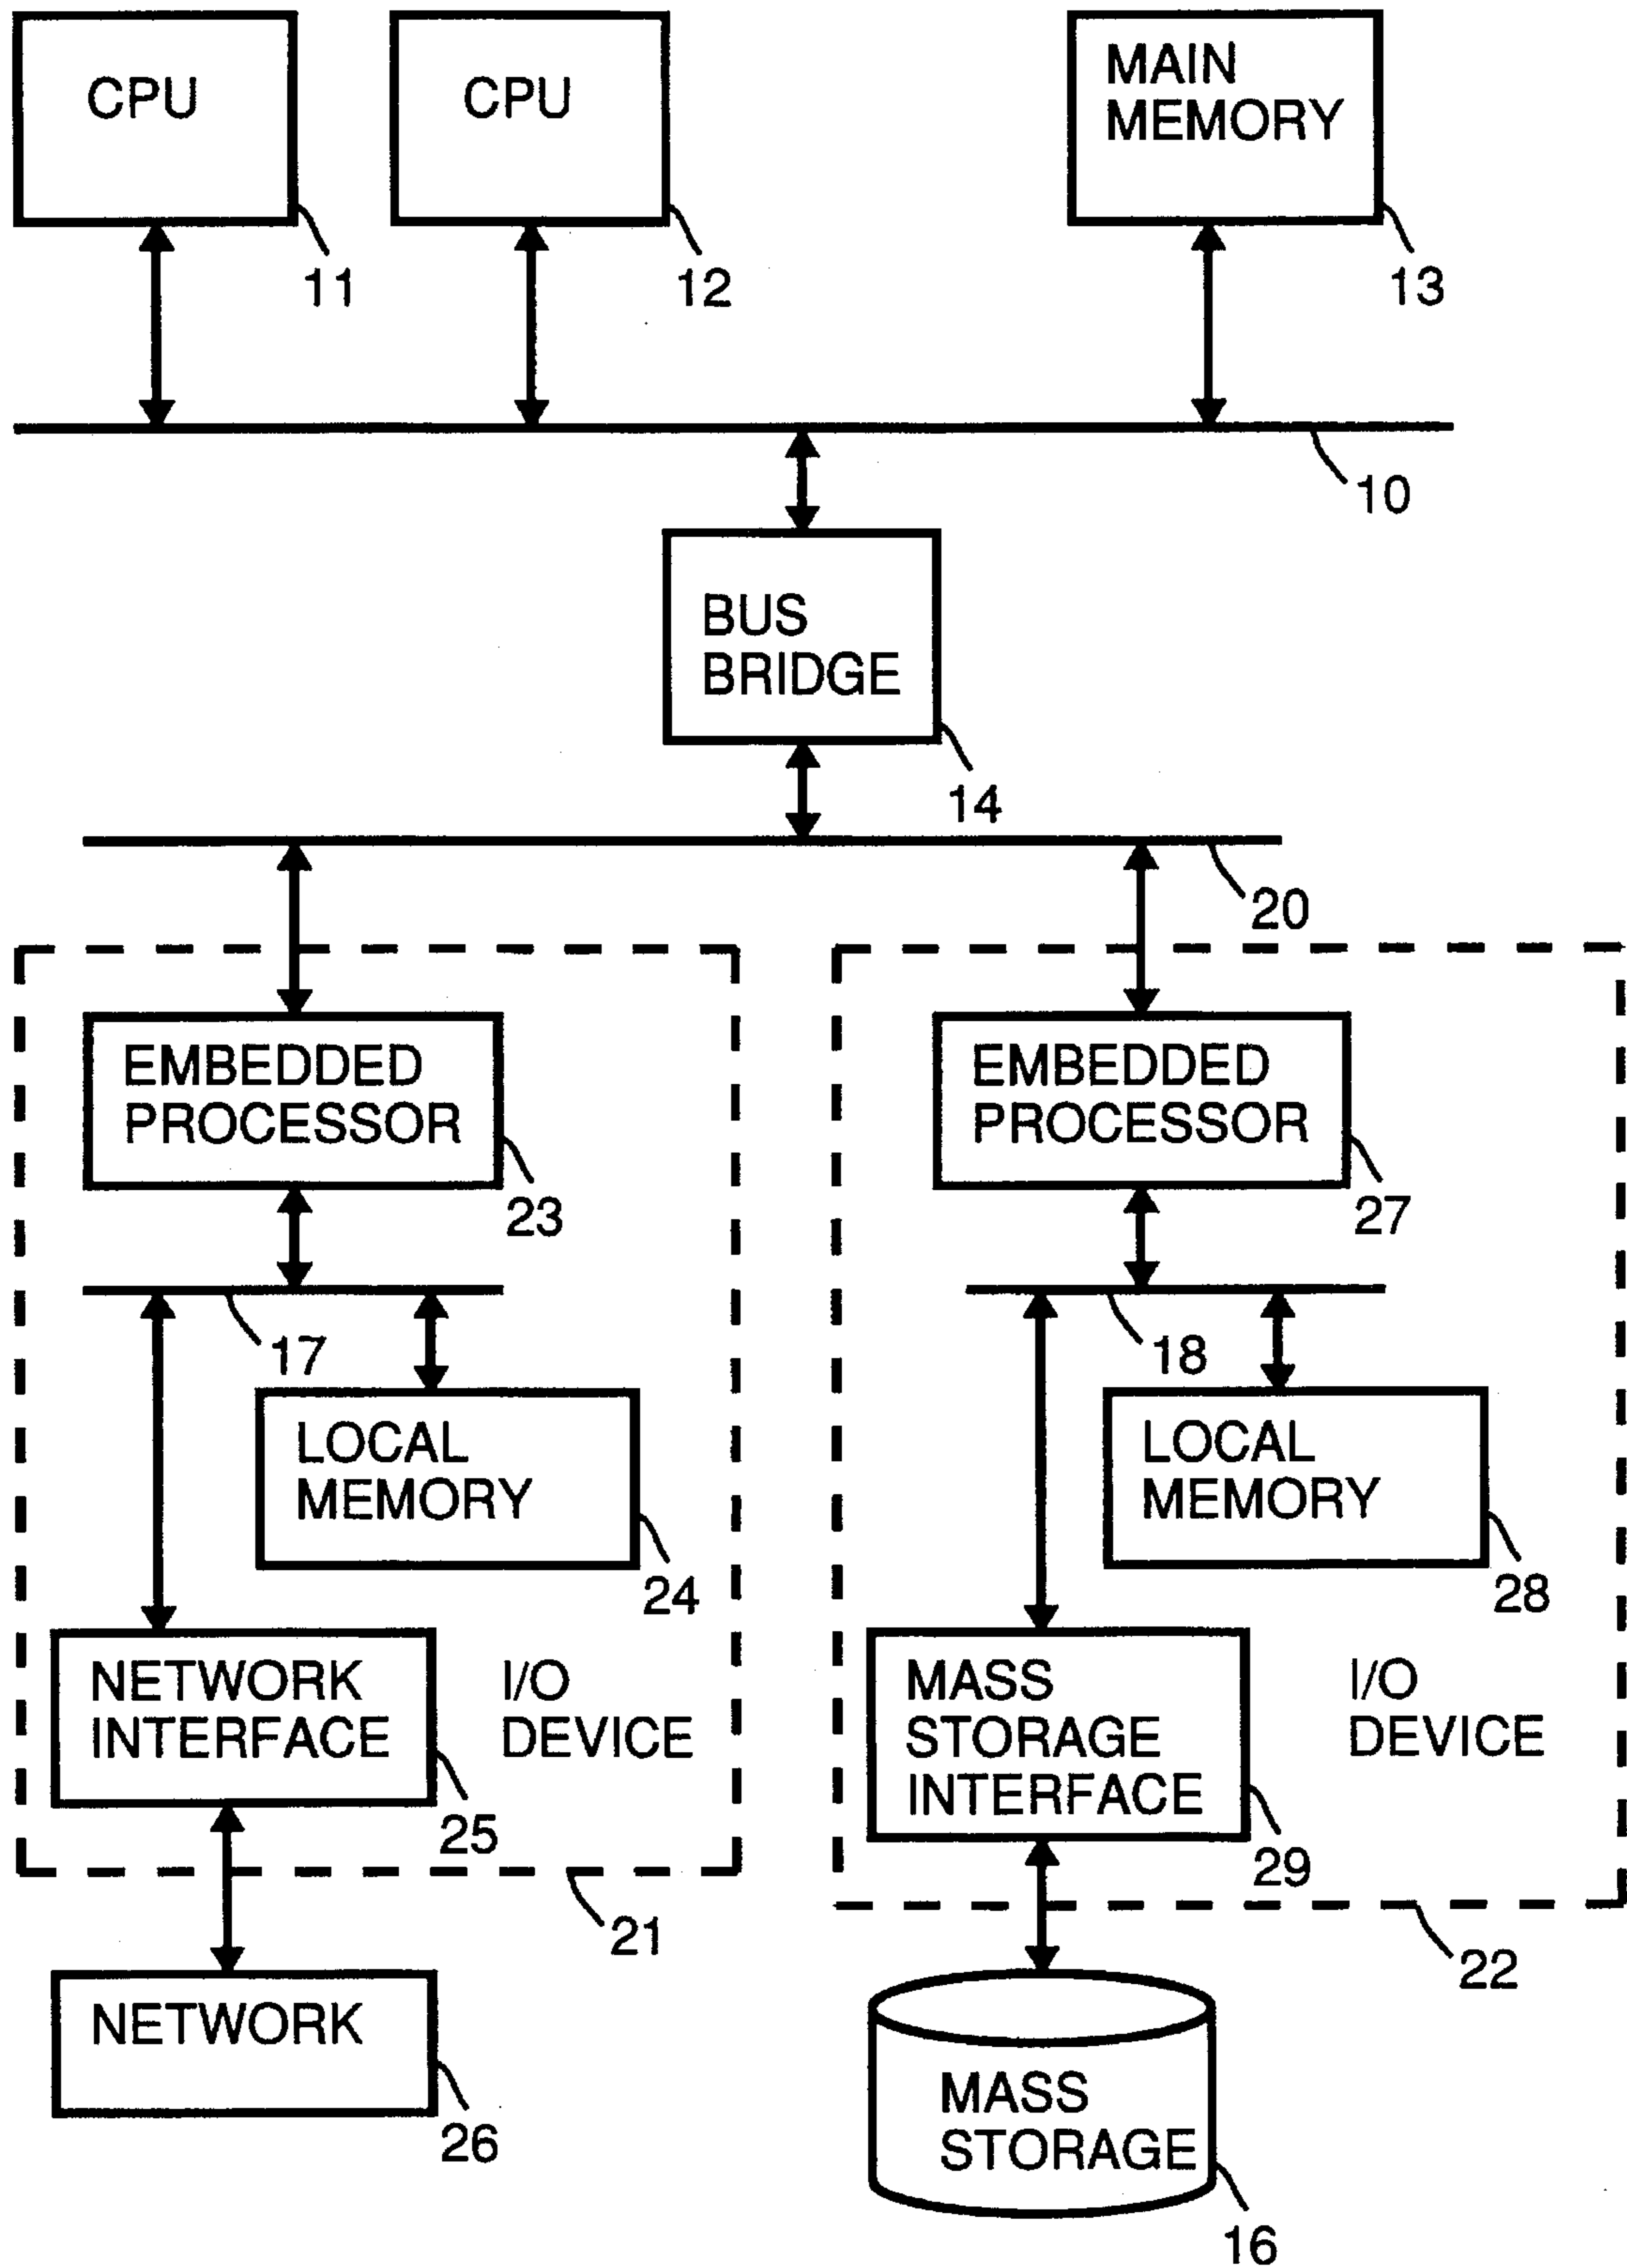 CPU
CPU
MAIN
MEMORY
11
12
13
10
BUS
BRIDGE
14
20
EMBEDDED
PROCESSOR
23
EMBEDDED
PROCESSOR
27
17
18
LOCAL
MEMORY
24
LOCAL
MEMORY
28
NETWORK
INTERFACE
25
I/O
DEVICE
MASS
STORAGE
INTERFACE
29
I/O
DEVICE
21
22
NETWORK
26
MASS
STORAGE
16